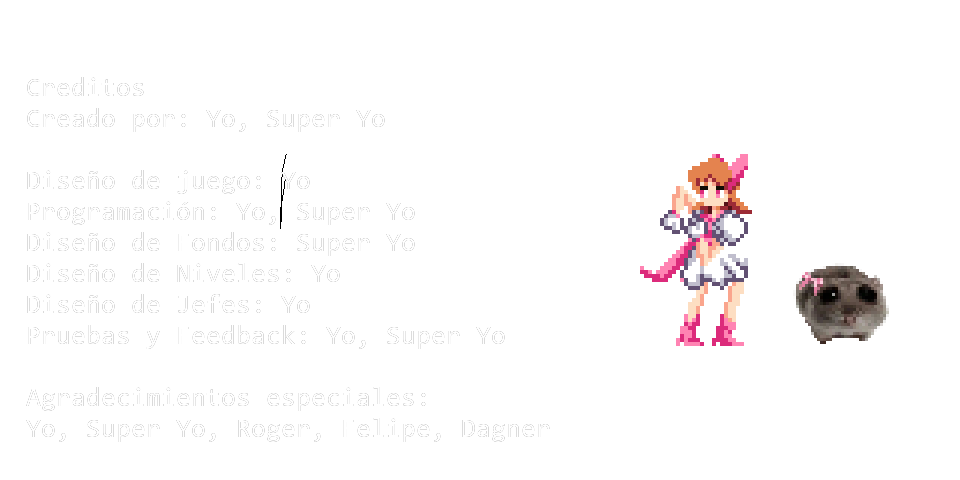 Creditos
Creado por: Yo, Super Yo
Diseño de juego: Yo
Programación: Yo, Super Yo
Diseño de Fondos: Super Yo
Diseño de Niveles: Yo
Diseño de Jefes: Yo
Pruebas y Feedback: Yo, Super Yo
Agradecimientos especiales:
Yo, Super Yo, Roger, Felipe, Dagner